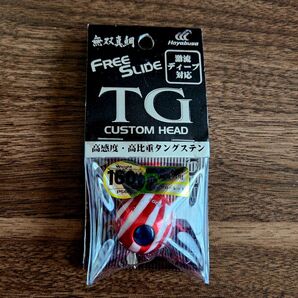 無双真鯛
Hayabusa
FREE SLIDE
激流
ディープ
対応
TG
CUSTOM HEAD
高感度・高比重タングステン
Weight